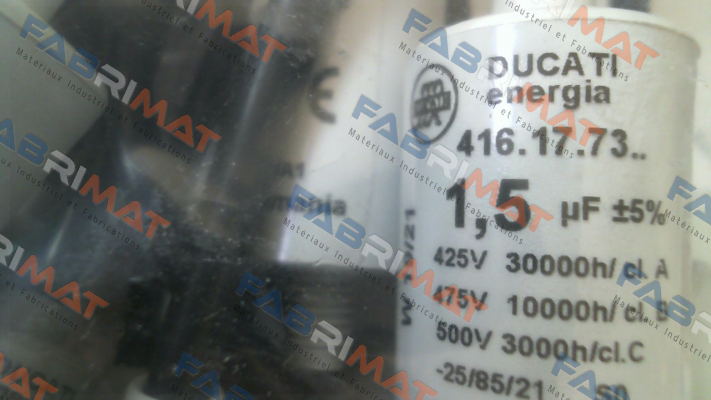 DUCATI
energia
416.17.73..
1,5 µF ±5%
425V 30000h/cl.A
475V 10000h/cl.B
500V 3000h/cl.C
-25/85/21
FABRIMAT
Materiaux Industriel et Fabrications